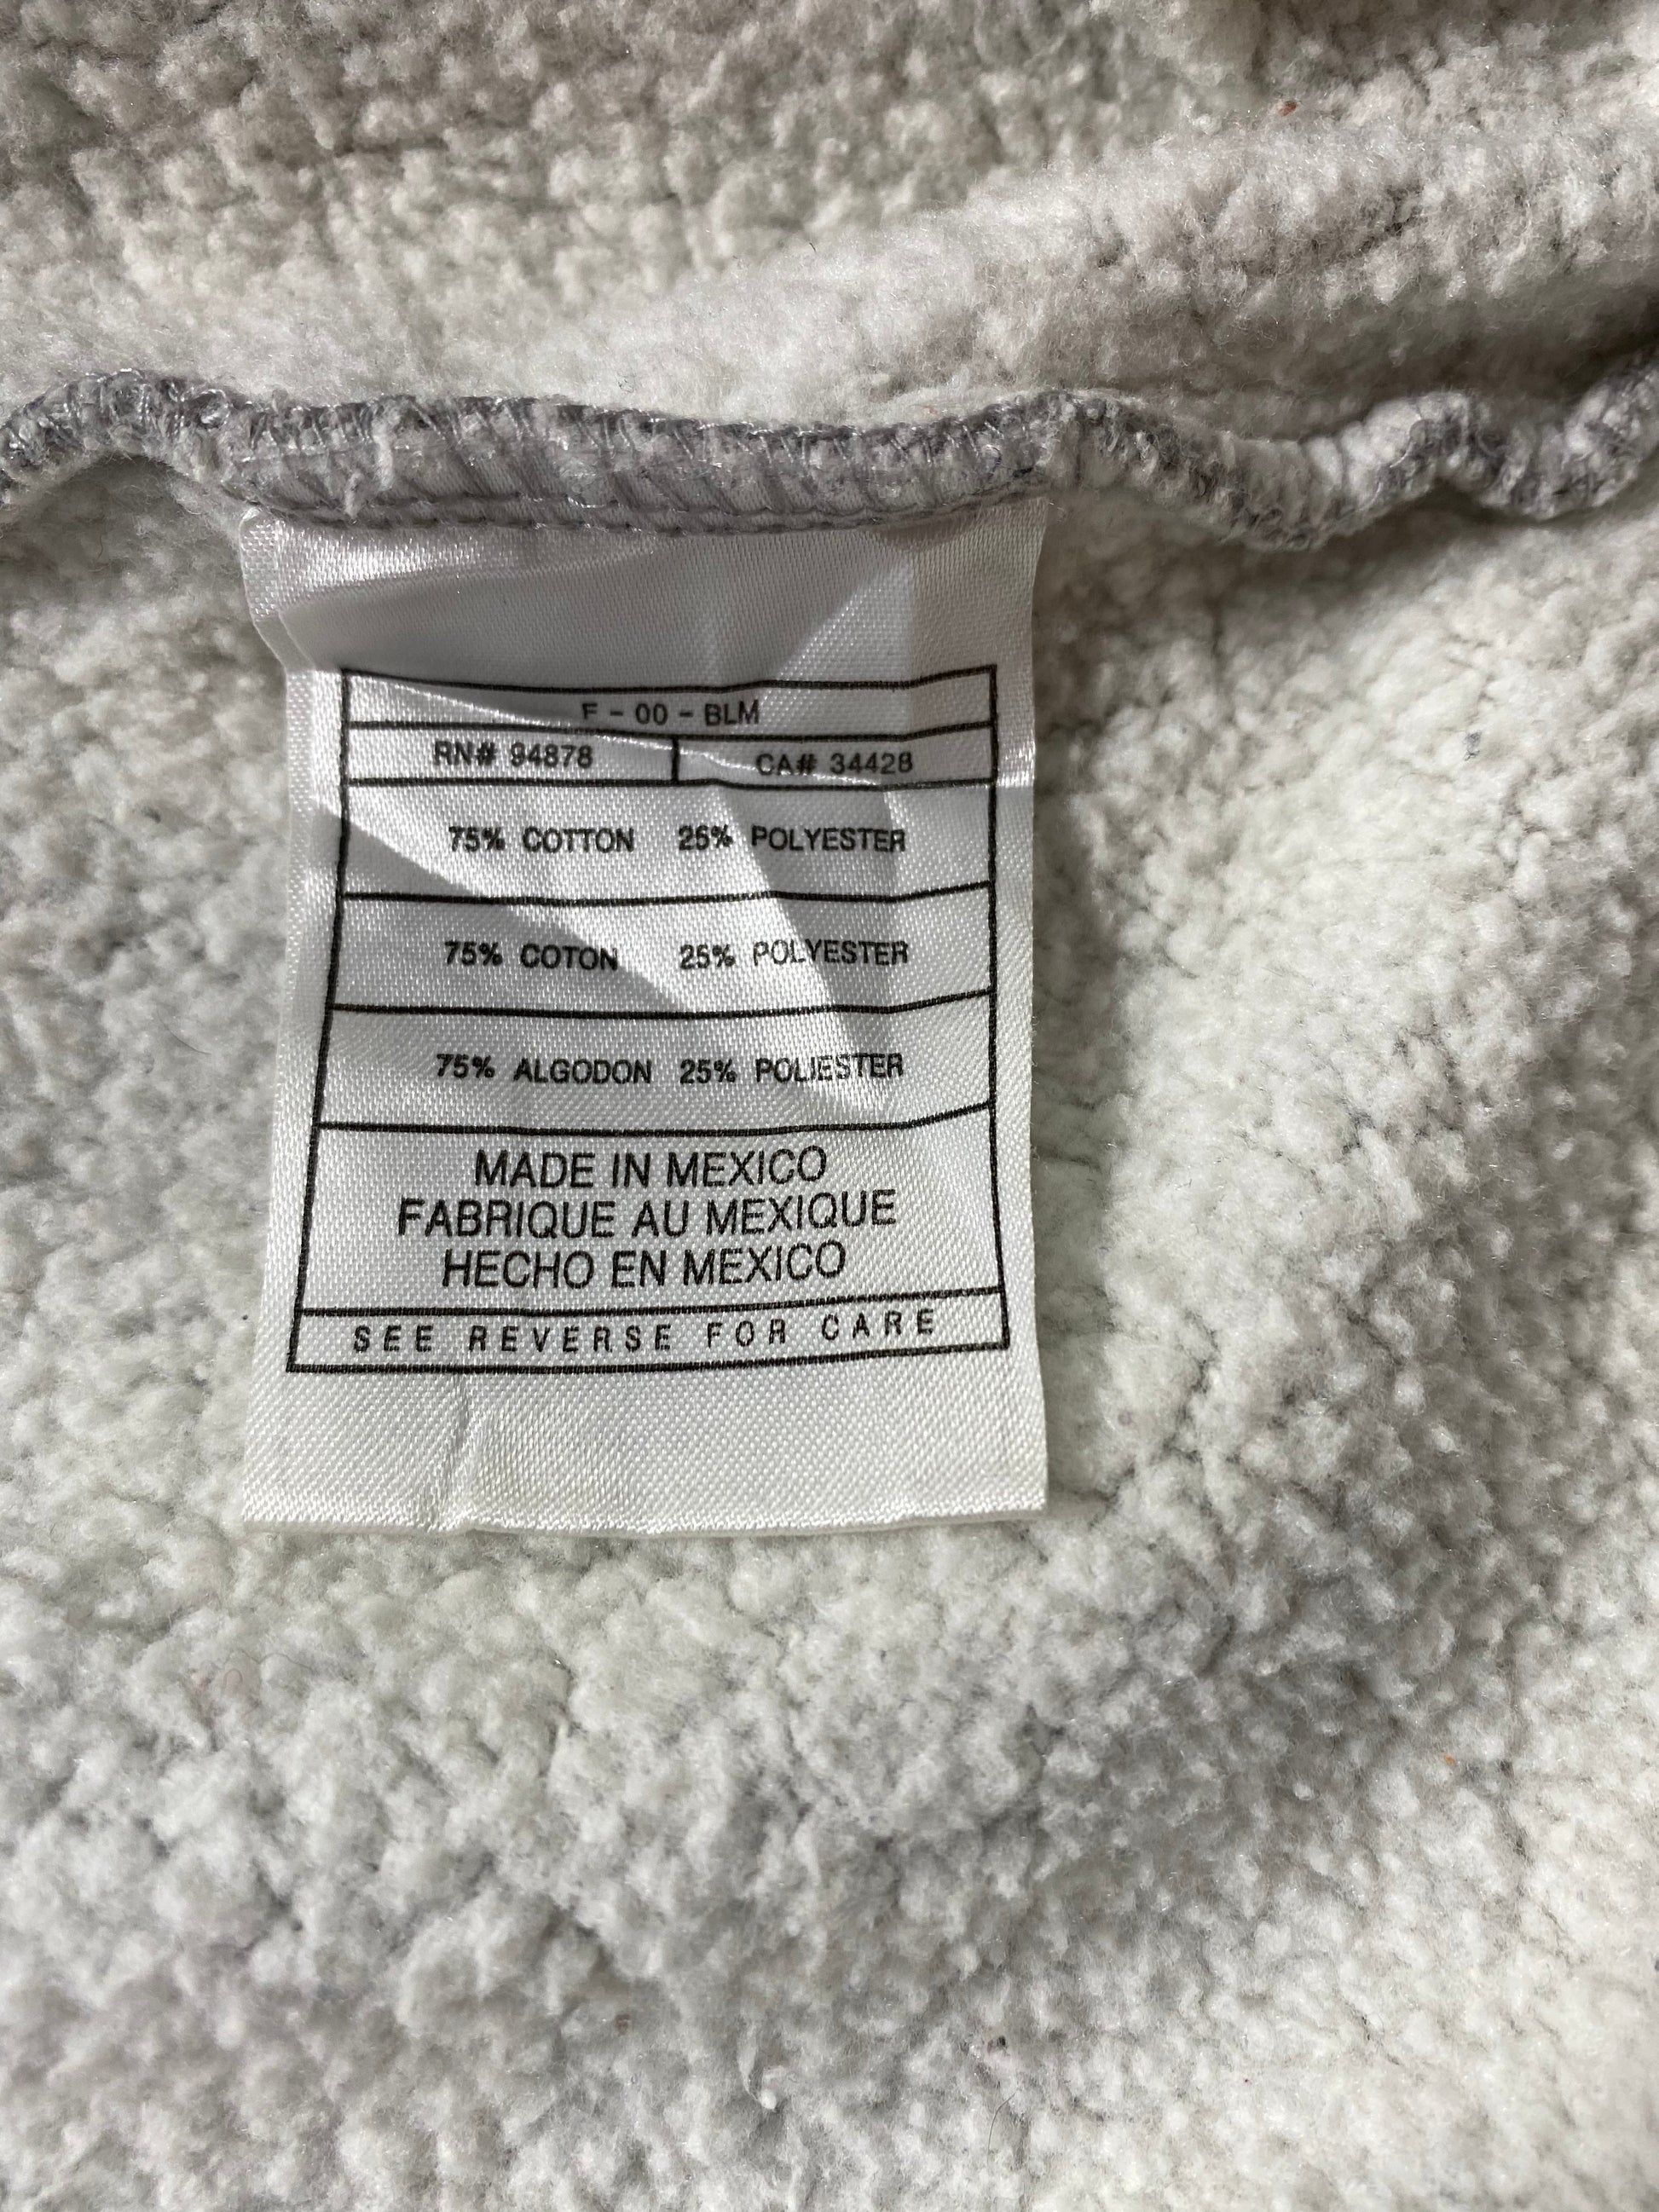 F - 00 - BLM
RN# 94878 CA# 34428
75% COTTON 25% POLYESTER
75% COTON 25% POLYESTER
75% ALGODON 25% POLIESTER
MADE IN MEXICO
FABRIQUE AU MEXIQUE
HECHO EN MEXICO
SEE REVERSE FOR CARE